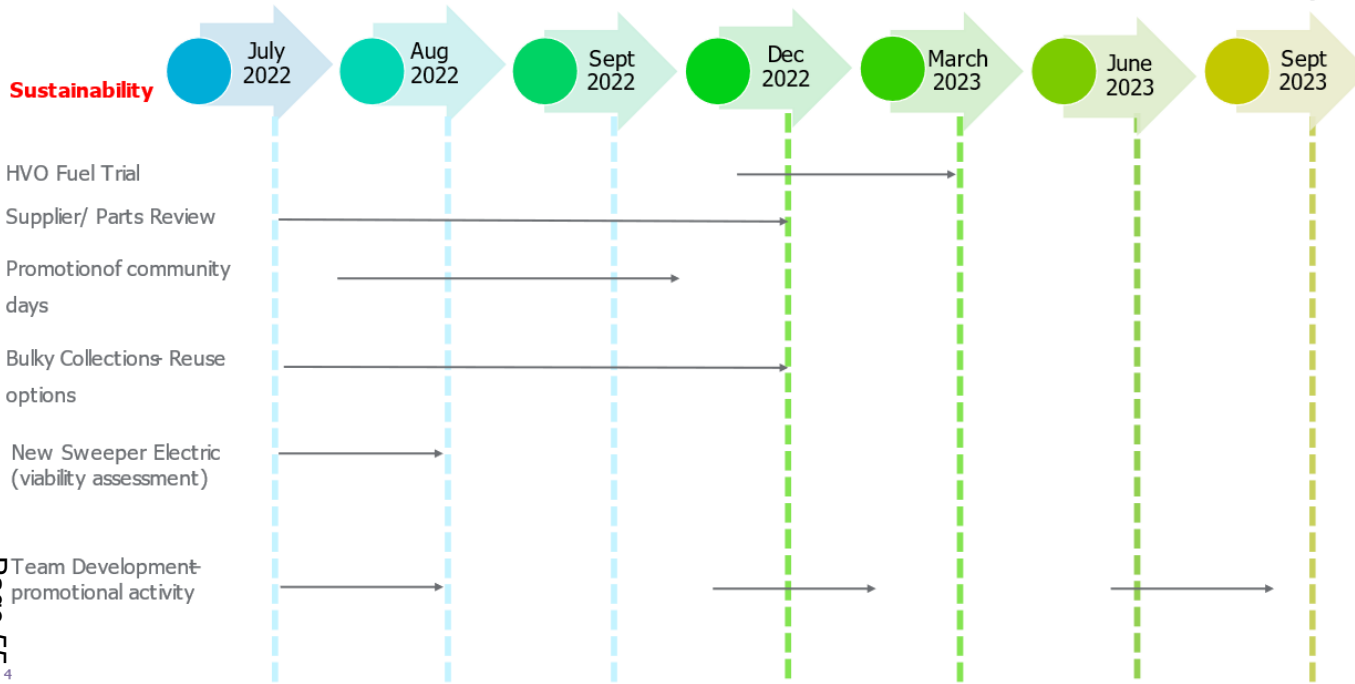 July
2022
Aug
2022
Sept
2022
Dec
2022
March
2023
June
2023
Sept
2023
Sustainability
HVO Fuel Trial
Supplier/ Parts Review
Promotionof community
days
Bulky Collections- Reuse
options
New Sweeper Electric
(viability assessment)
Team Development-
promotional activity
Page 55
4